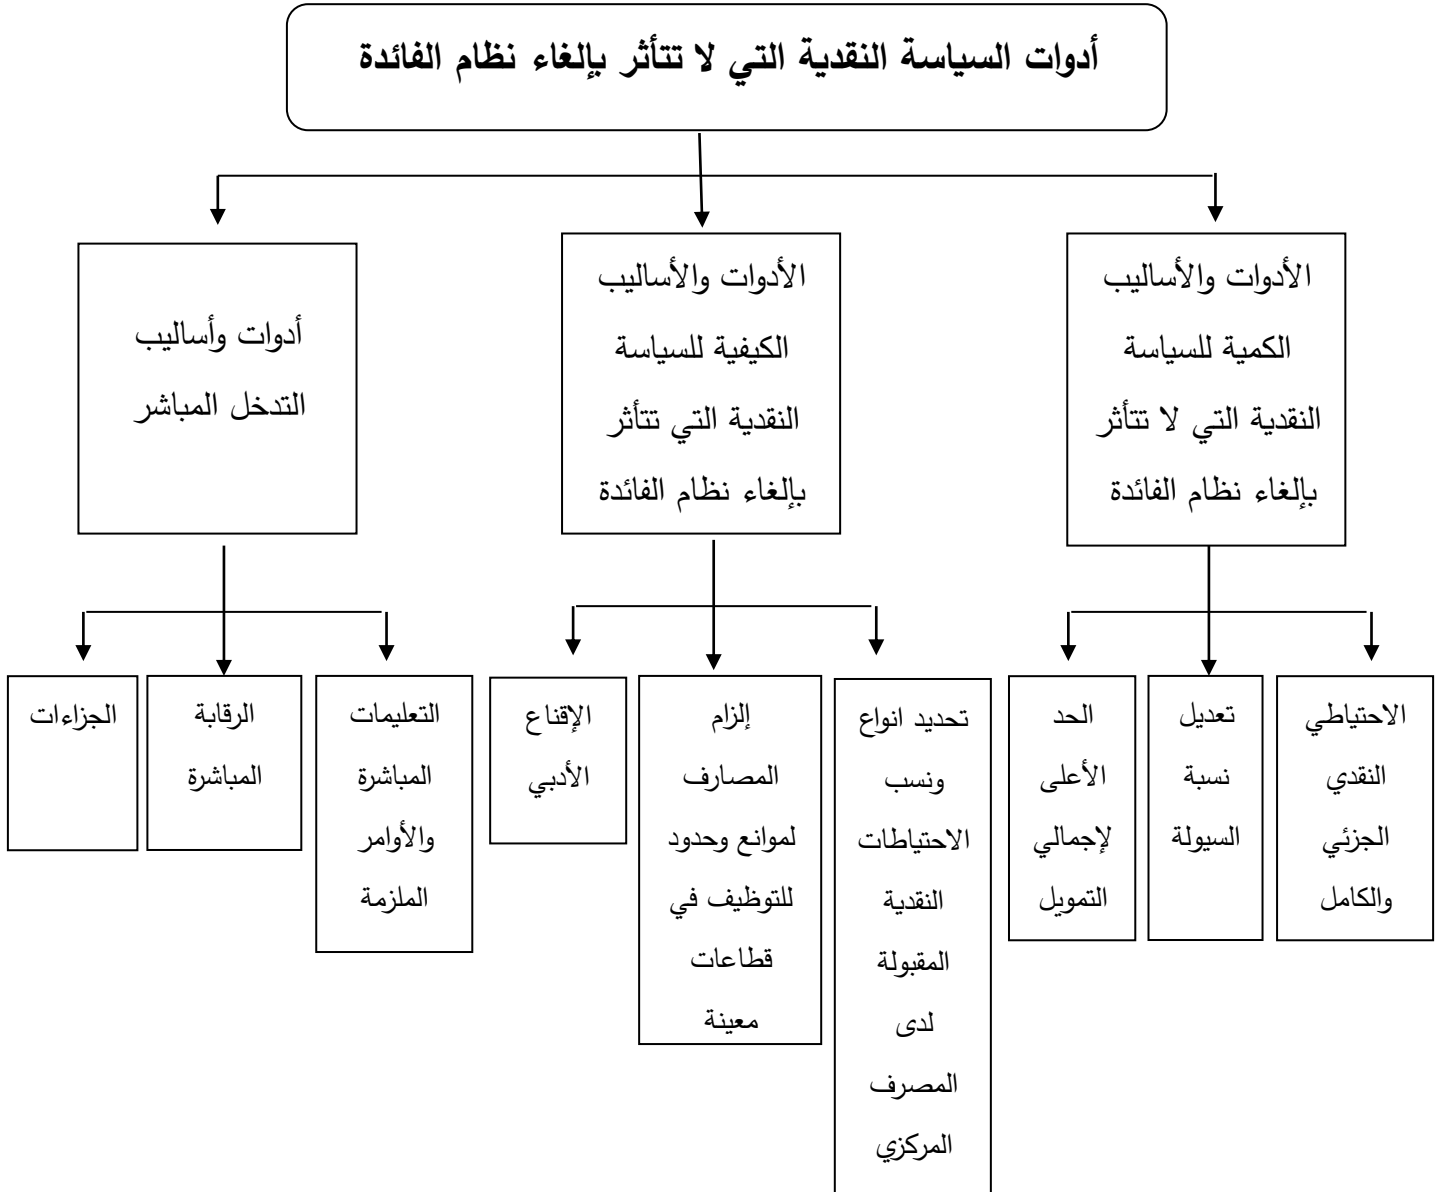 أدوات السياسة النقدية التي لا تتأثر بإلغاء نظام الفائدة
الأدوات والأساليب
الكمية للسياسة
النقدية التي لا تتأثر
بإلغاء نظام الفائدة
الأدوات والأساليب
الكيفية للسياسة
النقدية التي تتأثر
بإلغاء نظام الفائدة
أدوات وأساليب
التدخل المباشر
الاحتياطي
النقدي
الجزئي
والكامل
تعديل
نسبة
السيولة
الحد
الأعلى
لإجمالي
التمويل
تحديد انواع
ونسب
الاحتياطات
النقدية
المقبولة
لدى
المصرف
المركزي
إلزام
المصارف
لموانع وحدود
للتوظيف في
قطاعات
معينة
الإقناع
الأدبي
التعليمات
المباشرة
والأوامر
الملزمة
الرقابة
المباشرة
الجزاءات